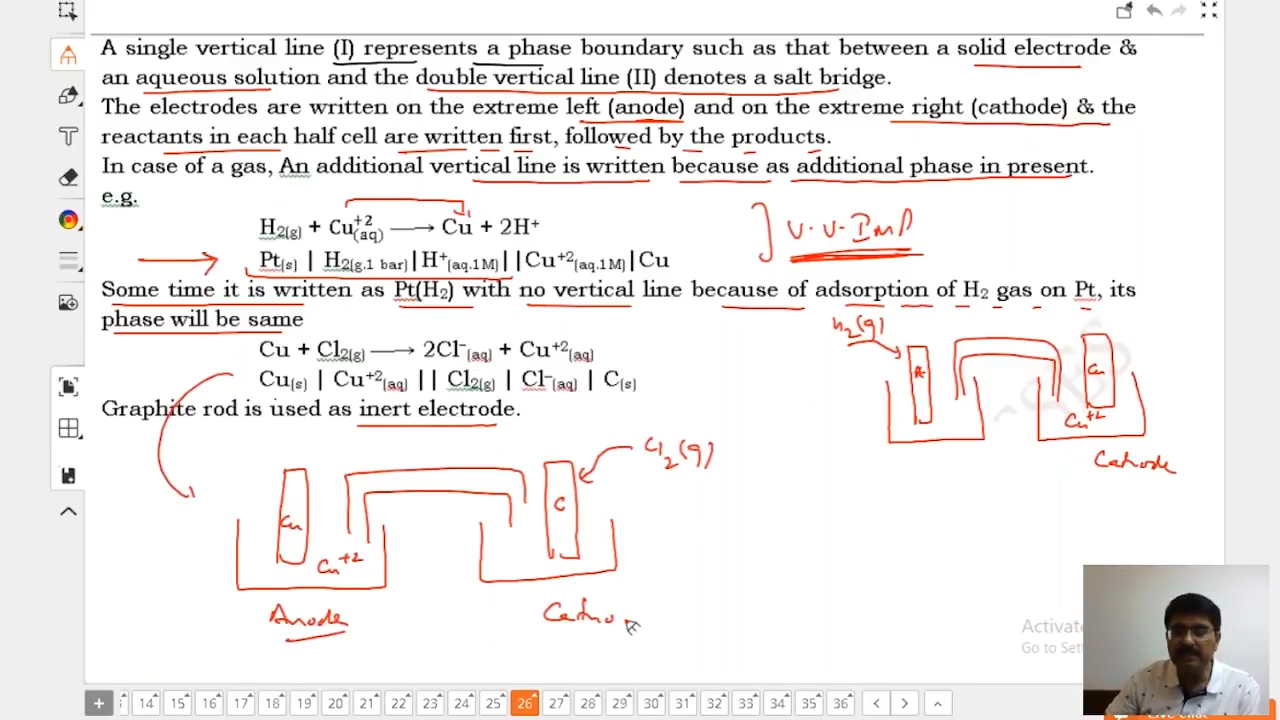 A single vertical line (I) represents a phase boundary such as that between a solid electrode &
an aqueous solution and the double vertical line (II) denotes a salt bridge.
The electrodes are written on the extreme left (anode) and on the extreme right (cathode) & the
reactants in each half cell are written first, followed by the products.
In case of a gas, An additional vertical line is written because as additional phase in present.
e.g.
H2(g) + Cu+2(aq) ⟶ Cu + 2H+
V. V. Imp
Pt(s) | H2(g.1 bar)|H+(aq.1M)||Cu+2(aq.1M)|Cu
Some time it is written as Pt(H2) with no vertical line because of adsorption of H2 gas on Pt, its
phase will be same
H2(g)
Cu + Cl2(g) ⟶ 2Cl-(aq) + Cu+2(aq)
Cu(s) | Cu+2(aq) || Cl2(g) | Cl-(aq) | C(s)
Cu
Graphite rod is used as inert electrode.
Cu+2
Cl2(g)
Cathode
C
Cu
Cu+2
Anode
Catho
Activate
Go to Set
14 15 16 17 18 19 20 21 22 23 24 25 26 27 28 29 30 31 32 33 34 35 36
Live Chat